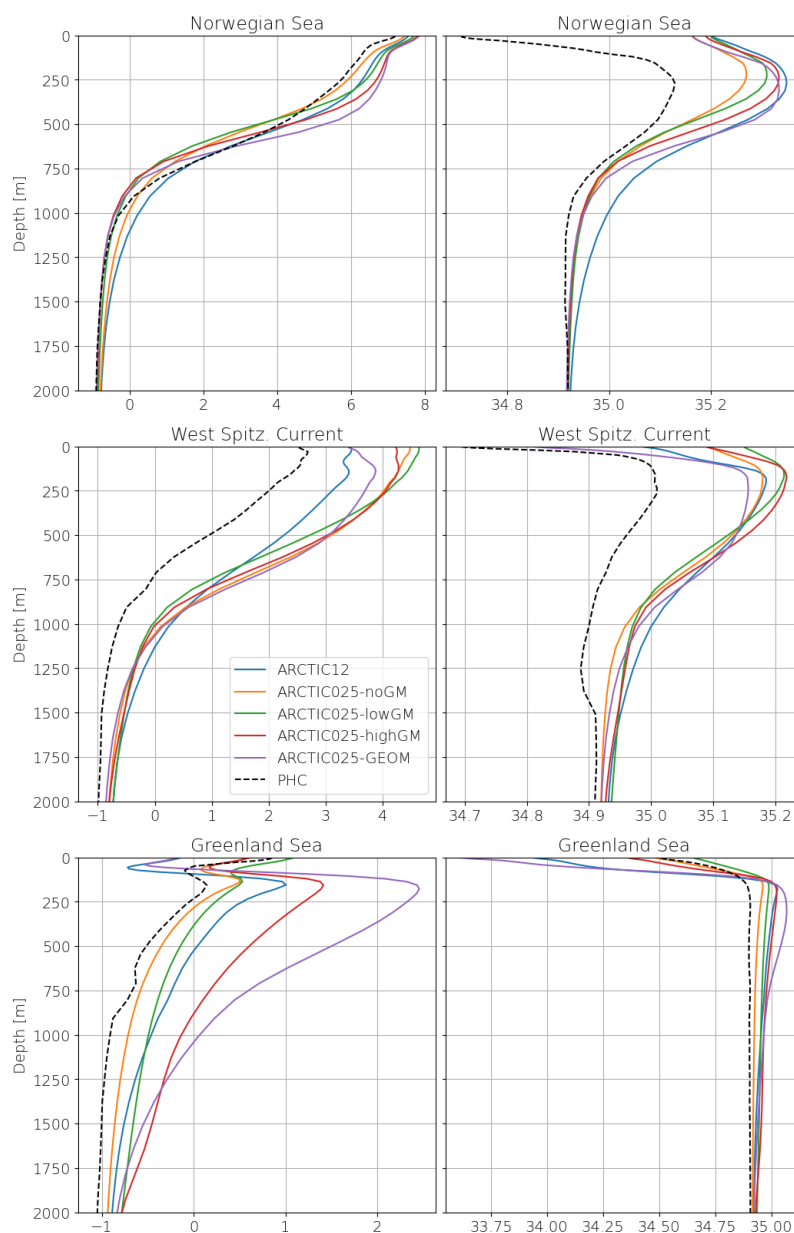 Norwegian Sea
Norwegian Sea
0
250
500
750
1000
1250
1500
1750
2000
Depth [m]
0 2 4 6 8
34.8 35.0 35.2
West Spitz. Current
West Spitz. Current
0
250
500
750
1000
1250
1500
1750
2000
Depth [m]
ARCTIC12
ARCTIC025-noGM
ARCTIC025-lowGM
ARCTIC025-highGM
ARCTIC025-GEOM
PHC
−1 0 1 2 3 4
34.7 34.8 34.9 35.0 35.1 35.2
Greenland Sea
Greenland Sea
0
250
500
750
1000
1250
1500
1750
2000
Depth [m]
−1 0 1 2
33.75 34.00 34.25 34.50 34.75 35.00